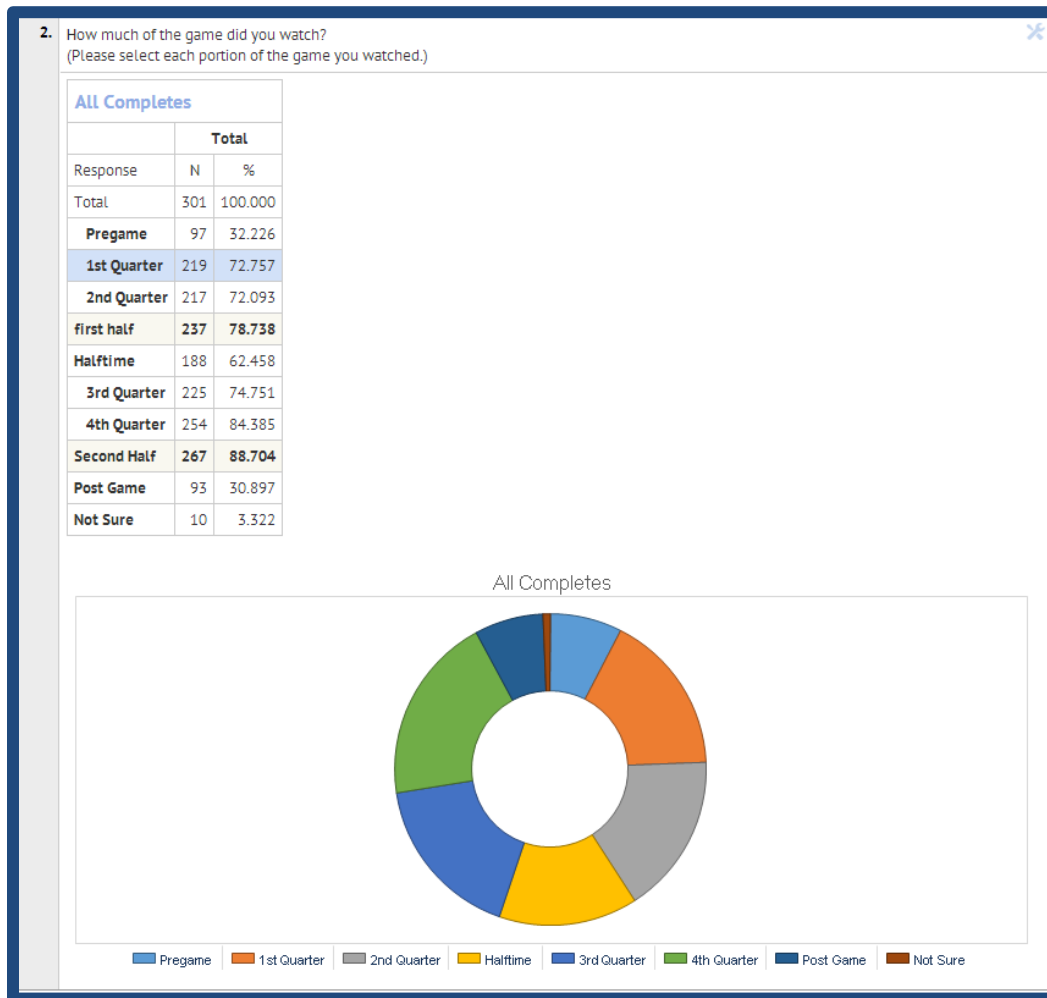 2. How much of the game did you watch?
(Please select each portion of the game you watched.)
All Completes
Total
Response N %
Total 301 100.000
Pregame 97 32.226
1st Quarter 219 72.757
2nd Quarter 217 72.093
first half 237 78.738
Halftime 188 62.458
3rd Quarter 225 74.751
4th Quarter 254 84.385
Second Half 267 88.704
Post Game 93 30.897
Not Sure 10 3.322
All Completes
Pregame 1st Quarter 2nd Quarter Halftime 3rd Quarter 4th Quarter Post Game Not Sure